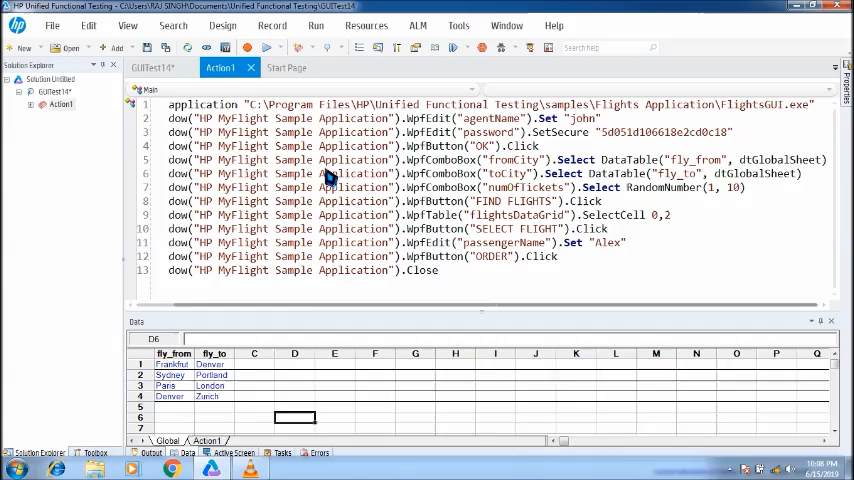 HP Unified Functional Testing - C:\Users\RAJ SINGH\Documents\Unified Functional Testing\GUITest14
File Edit View Search Design Record Run Resources ALM Tools Window Help
New Open Add Search help
Solution Explorer
GUITest14* Action1 Start Page
Solution Untitled
GUITest14*
Action1
Main
1 application "C:\Program Files\HP\Unified Functional Testing\samples\Flights Application\FlightsGUI.exe"
2 dow("HP MyFlight Sample Application").WpfEdit("agentName").Set "john"
3 dow("HP MyFlight Sample Application").WpfEdit("password").SetSecure "5d051d106618e2cd0c18"
4 dow("HP MyFlight Sample Application").WpfButton("OK").Click
5 dow("HP MyFlight Sample Application").WpfComboBox("fromCity").Select DataTable("fly_from", dtGlobalSheet)
6 dow("HP MyFlight Sample Application").WpfComboBox("toCity").Select DataTable("fly_to", dtGlobalSheet)
7 dow("HP MyFlight Sample Application").WpfComboBox("numOfTickets").Select RandomNumber(1, 10)
8 dow("HP MyFlight Sample Application").WpfButton("FIND FLIGHTS").Click
9 dow("HP MyFlight Sample Application").WpfTable("flightsDataGrid").SelectCell 0,2
10 dow("HP MyFlight Sample Application").WpfButton("SELECT FLIGHT").Click
11 dow("HP MyFlight Sample Application").WpfEdit("passengerName").Set "Alex"
12 dow("HP MyFlight Sample Application").WpfButton("ORDER").Click
13 dow("HP MyFlight Sample Application").Close
Properties
Data
D6
fly_from fly_to C D E F G H I J K L M N O P Q
1 Frankfrut Denver
2 Sydney Portland
3 Paris London
4 Denver Zurich
5
6
7
Global Action1
Solution Explorer Toolbox Output Data Active Screen Tasks Errors
10:08 PM
6/15/2019